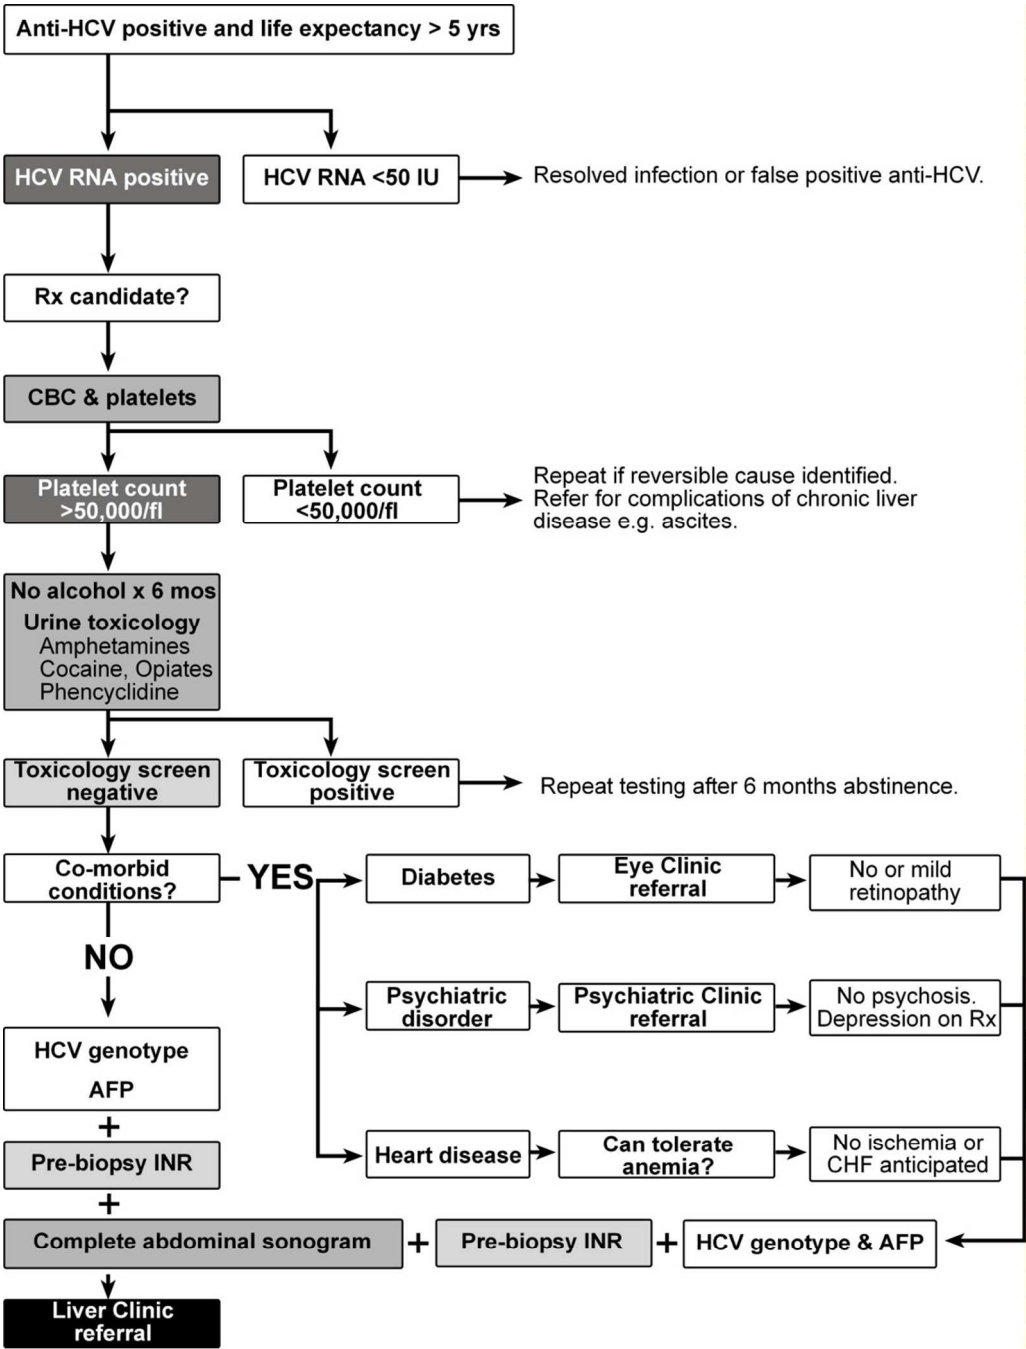 Anti-HCV positive and life expectancy > 5 yrs
HCV RNA positive
HCV RNA <50 IU
Resolved infection or false positive anti-HCV.
Rx candidate?
CBC & platelets
Platelet count
>50,000/fl
Platelet count
<50,000/fl
Repeat if reversible cause identified.
Refer for complications of chronic liver
disease e.g. ascites.
No alcohol x 6 mos
Urine toxicology
Amphetamines
Cocaine, Opiates
Phencyclidine
Toxicology screen
negative
Toxicology screen
positive
Repeat testing after 6 months abstinence.
Co-morbid
conditions?
YES
Diabetes
Eye Clinic
referral
No or mild
retinopathy
NO
Psychiatric
disorder
Psychiatric Clinic
referral
No psychosis.
Depression on Rx
HCV genotype
AFP
+
Pre-biopsy INR
Heart disease
Can tolerate
anemia?
No ischemia or
CHF anticipated
+
Complete abdominal sonogram + Pre-biopsy INR + HCV genotype & AFP
Liver Clinic
referral